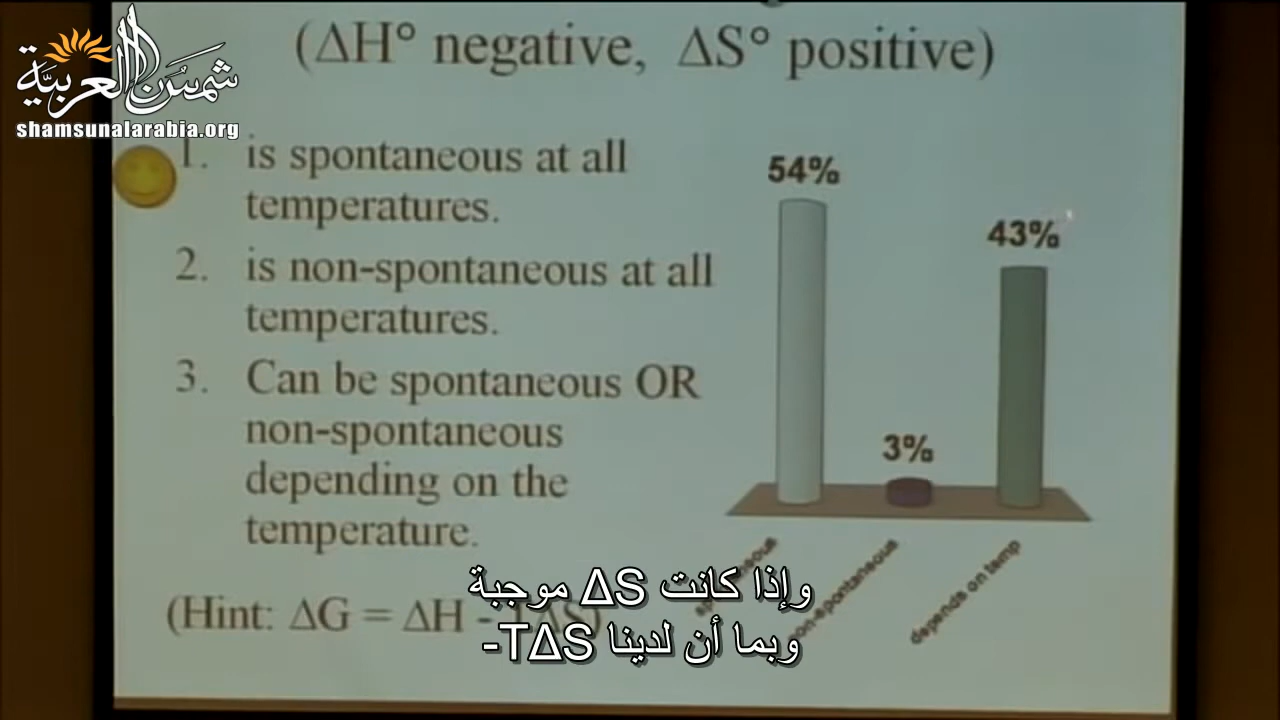 شمس العربية
shamsunalarabia.org
(ΔH° negative, ΔS° positive)
1. is spontaneous at all
temperatures.
2. is non-spontaneous at all
temperatures.
3. Can be spontaneous OR
non-spontaneous
depending on the
temperature.
(Hint: ΔG = ΔH - TΔS)
54%
3%
43%
spontaneous
non-spontaneous
depends on temp
وإذا كانت ΔS موجبة
وبما أن لدينا TΔS-